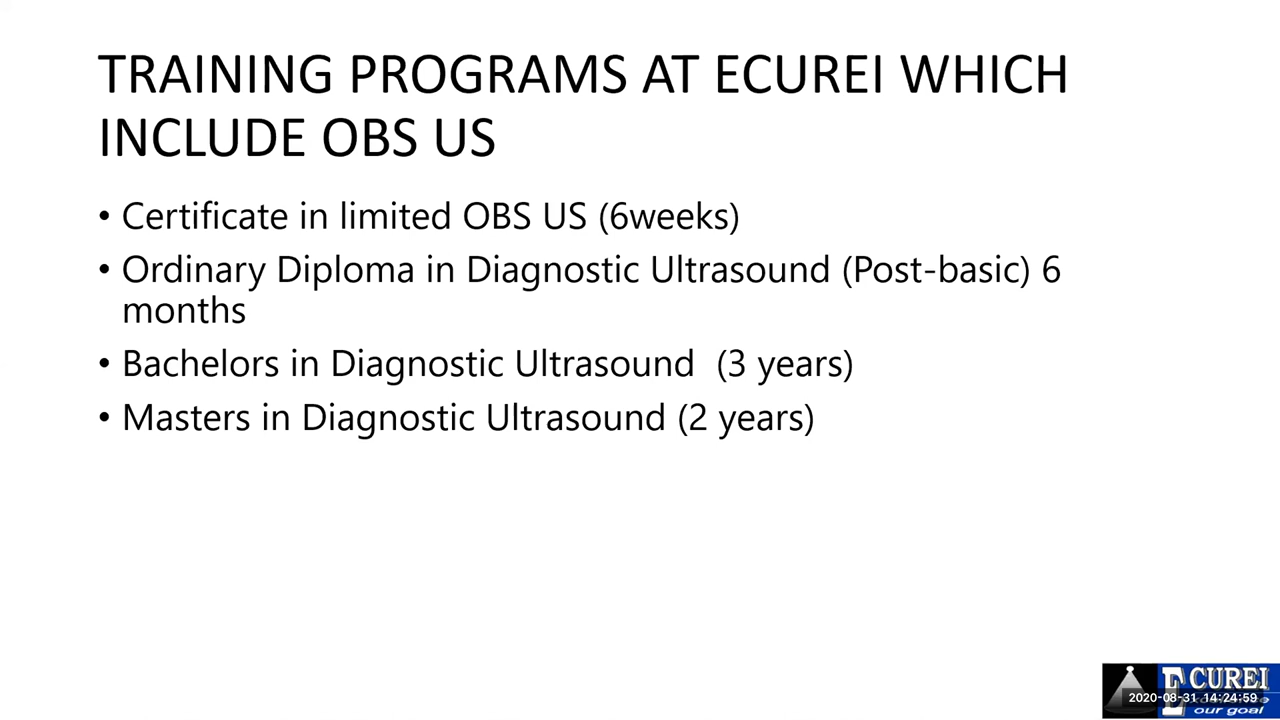 TRAINING PROGRAMS AT ECUREI WHICH
INCLUDE OBS US
• Certificate in limited OBS US (6weeks)
• Ordinary Diploma in Diagnostic Ultrasound (Post-basic) 6
months
• Bachelors in Diagnostic Ultrasound  (3 years)
• Masters in Diagnostic Ultrasound (2 years)
ECUREI
2020-08-31 14:24:59
our goal